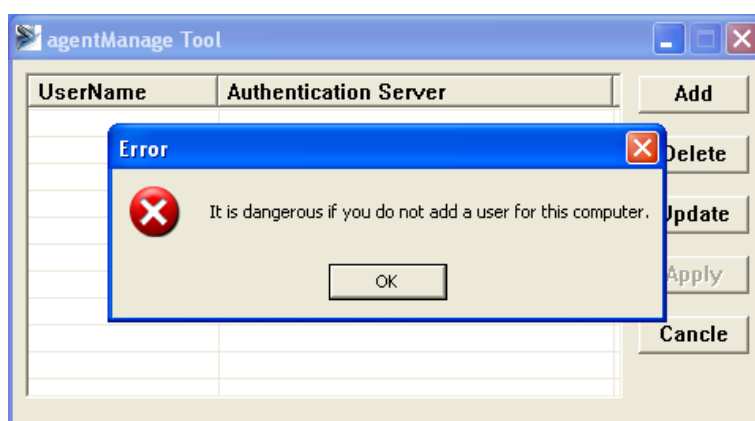 agentManage Tool
UserName Authentication Server
Add
Error
Delete
It is dangerous if you do not add a user for this computer.
Update
OK
Apply
Cancle